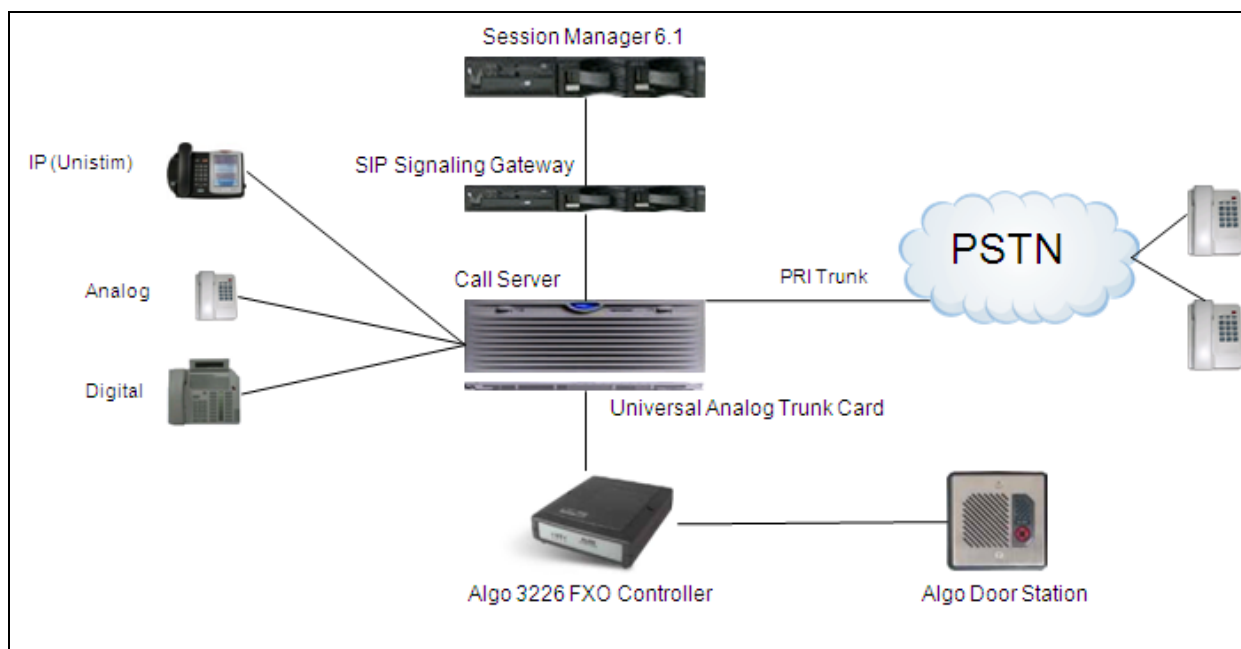 Session Manager 6.1
IP (Unistim)
SIP Signaling Gateway
PSTN
Call Server
PRI Trunk
Analog
Digital
Universal Analog Trunk Card
Algo 3226 FXO Controller
Algo Door Station